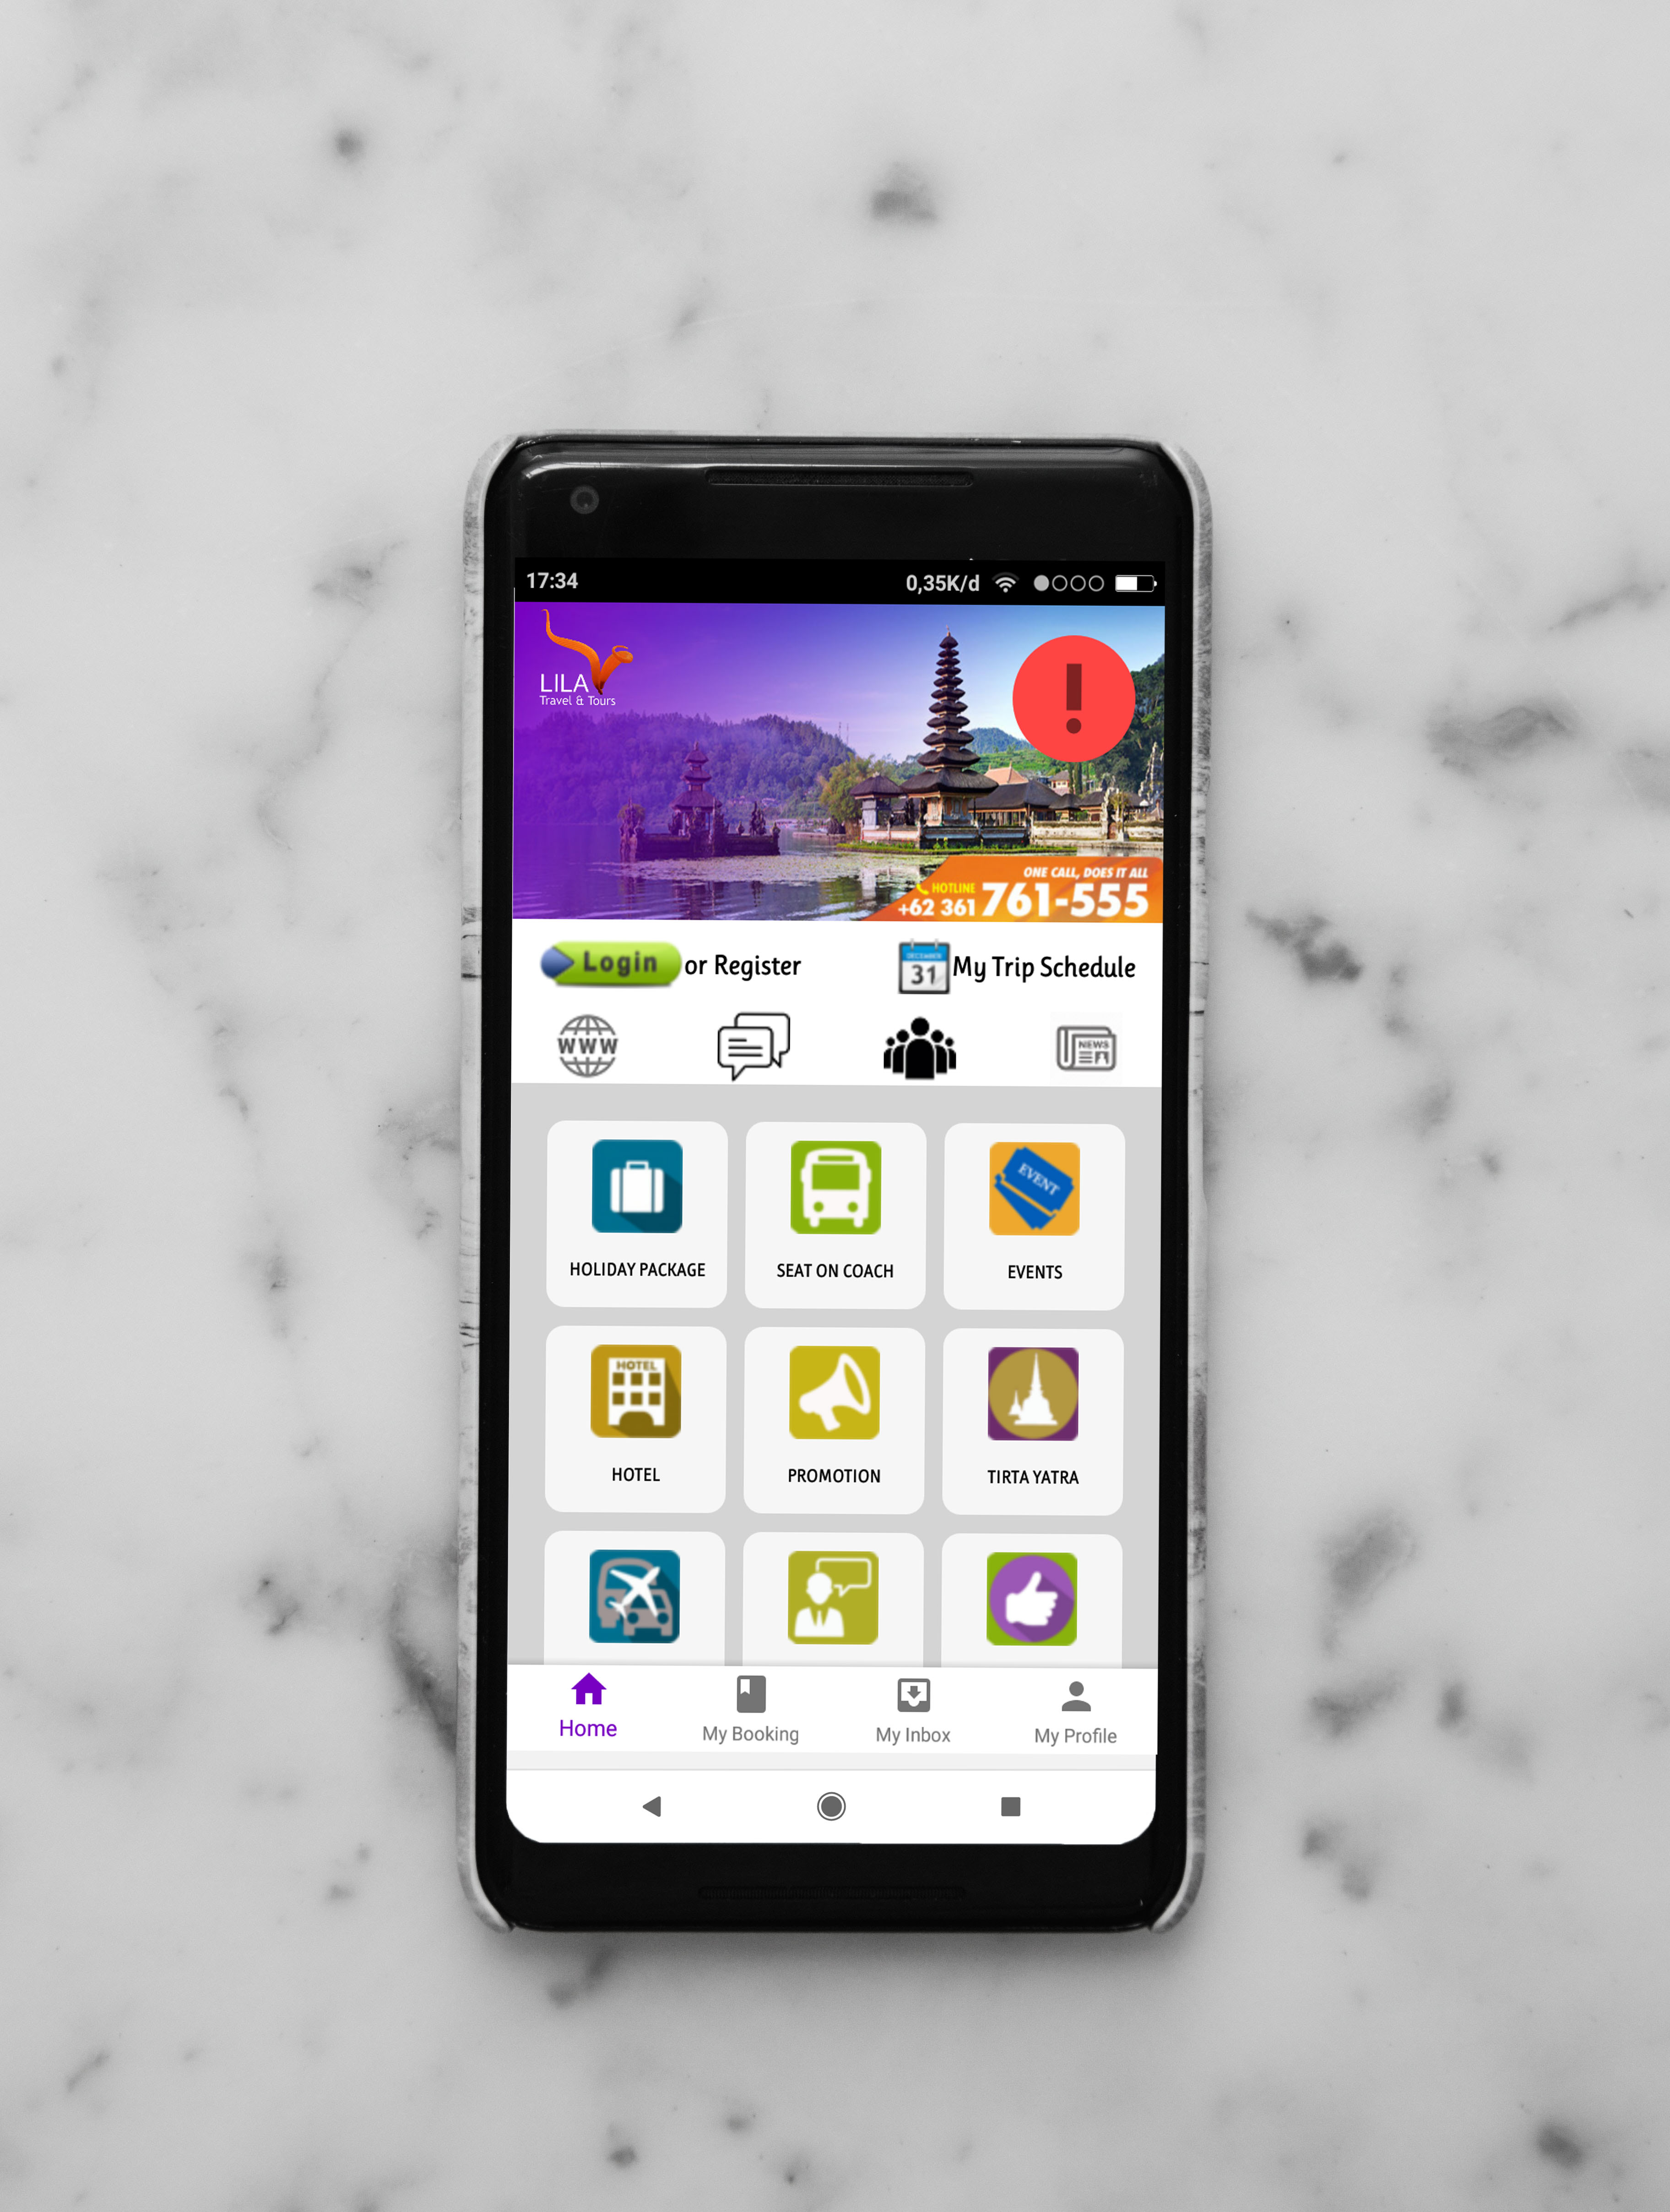 17:34
0,35K/d
LILA
Travel & Tours
!
ONE CALL, DOES IT ALL
HOTLINE
+62 361 761-555
Login or Register
DECEMBER
31
My Trip Schedule
WWW
NEWS
HOLIDAY PACKAGE
SEAT ON COACH
EVENT
EVENTS
HOTEL
HOTEL
PROMOTION
TIRTA YATRA
Home
My Booking
My Inbox
My Profile